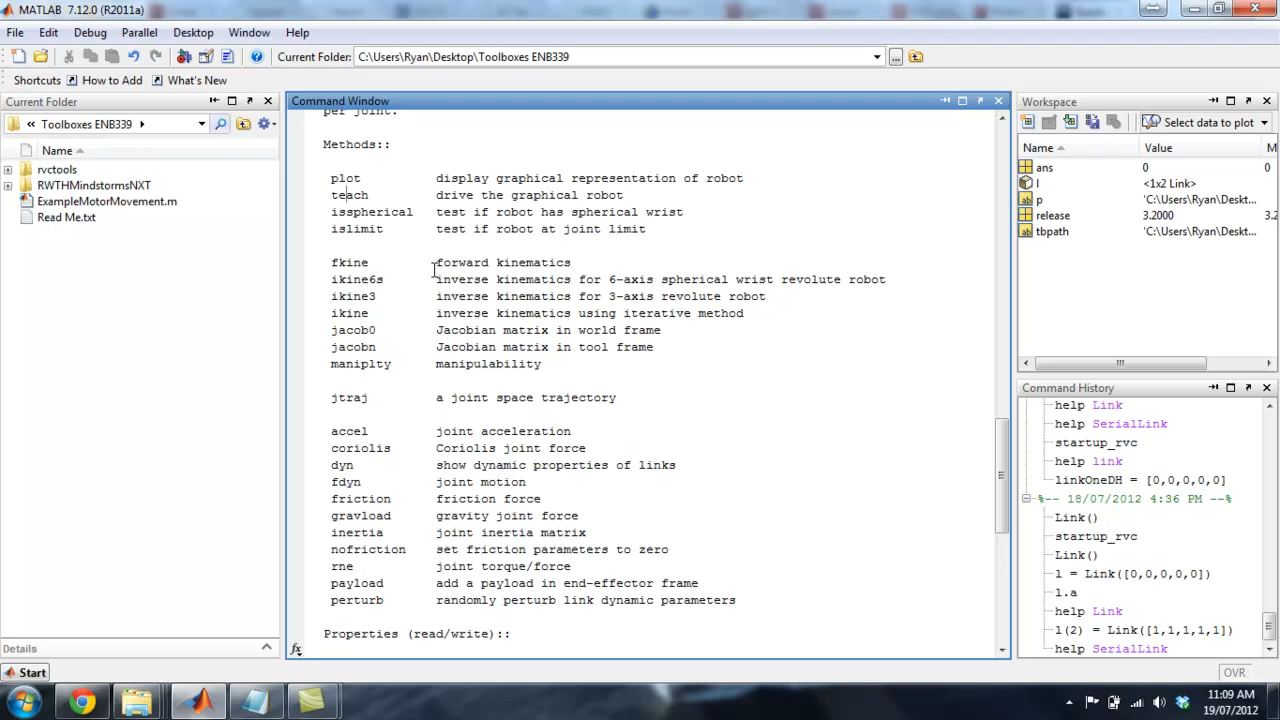 MATLAB 7.12.0 (R2011a)
File Edit Debug Parallel Desktop Window Help
Current Folder: C:\Users\Ryan\Desktop\Toolboxes ENB339
Shortcuts How to Add What's New
Current Folder
« Toolboxes ENB339
Name
rvctools
RWTHMindstormsNXT
ExampleMotorMovement.m
Read Me.txt
Details
Command Window
per joint.
Methods::
plot display graphical representation of robot
teach drive the graphical robot
isspherical test if robot has spherical wrist
islimit test if robot at joint limit
fkine forward kinematics
ikine6s inverse kinematics for 6-axis spherical wrist revolute robot
ikine3 inverse kinematics for 3-axis revolute robot
ikine inverse kinematics using iterative method
jacob0 Jacobian matrix in world frame
jacobn Jacobian matrix in tool frame
maniplty manipulability
jtraj a joint space trajectory
accel joint acceleration
coriolis Coriolis joint force
dyn show dynamic properties of links
fdyn joint motion
friction friction force
gravload gravity joint force
inertia joint inertia matrix
nofriction set friction parameters to zero
rne joint torque/force
payload add a payload in end-effector frame
perturb randomly perturb link dynamic parameters
Properties (read/write)::
fx
Workspace
Select data to plot
Name Value M
ans 0 0
l <1x2 Link>
p 'C:\Users\Ryan\Deskt...
release 3.2000 3.2
tbpath 'C:\Users\Ryan\Deskt...
Command History
help Link
help SerialLink
startup_rvc
help link
linkOneDH = [0,0,0,0,0]
%-- 18/07/2012 4:36 PM --%
Link()
startup_rvc
Link()
l = Link([0,0,0,0,0])
l.a
help Link
l(2) = Link([1,1,1,1,1])
help SerialLink
Start
OVR
11:09 AM
19/07/2012